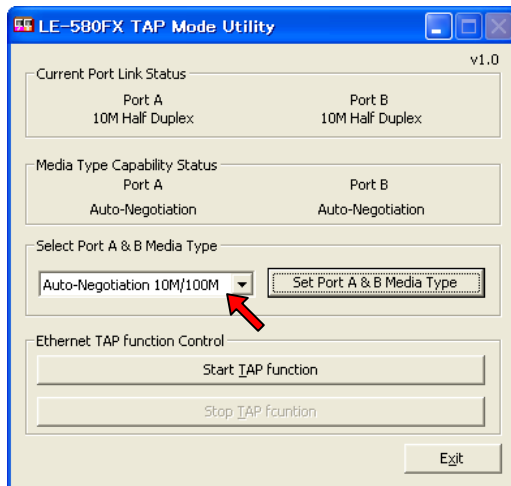 LE-580FX TAP Mode Utility
v1.0
Current Port Link Status
Port A Port B
10M Half Duplex 10M Half Duplex
Media Type Capability Status
Port A Port B
Auto-Negotiation Auto-Negotiation
Select Port A & B Media Type
Auto-Negotiation 10M/100M Set Port A & B Media Type
Ethernet TAP function Control
Start TAP function
Stop TAP fcuntion
Exit